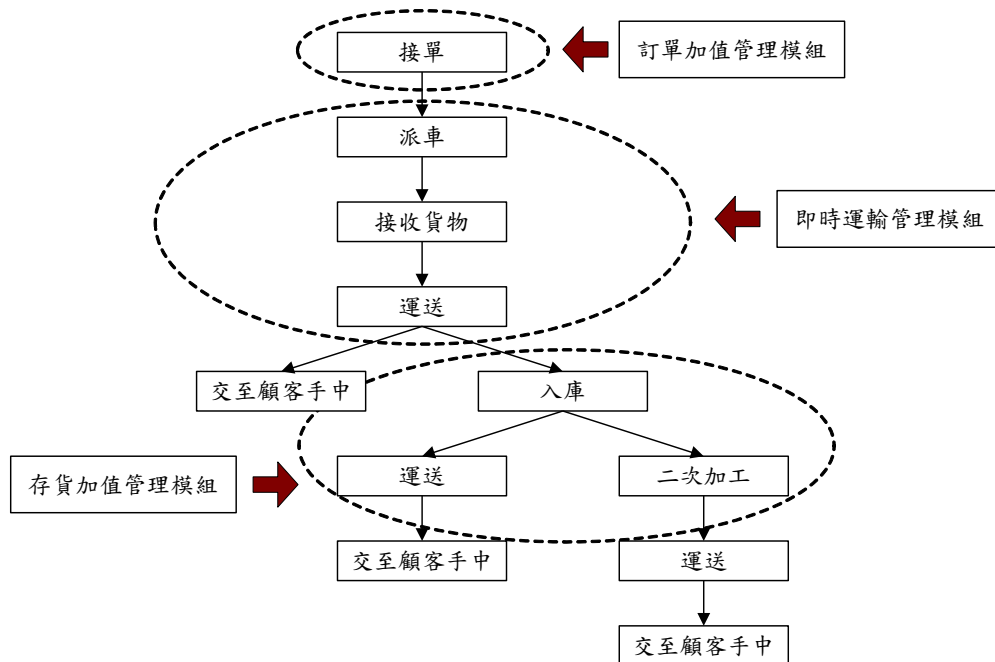 接單
訂單加值管理模組
派車
接收貨物
即時運輸管理模組
運送
交至顧客手中
入庫
存貨加值管理模組
運送
二次加工
交至顧客手中
運送
交至顧客手中